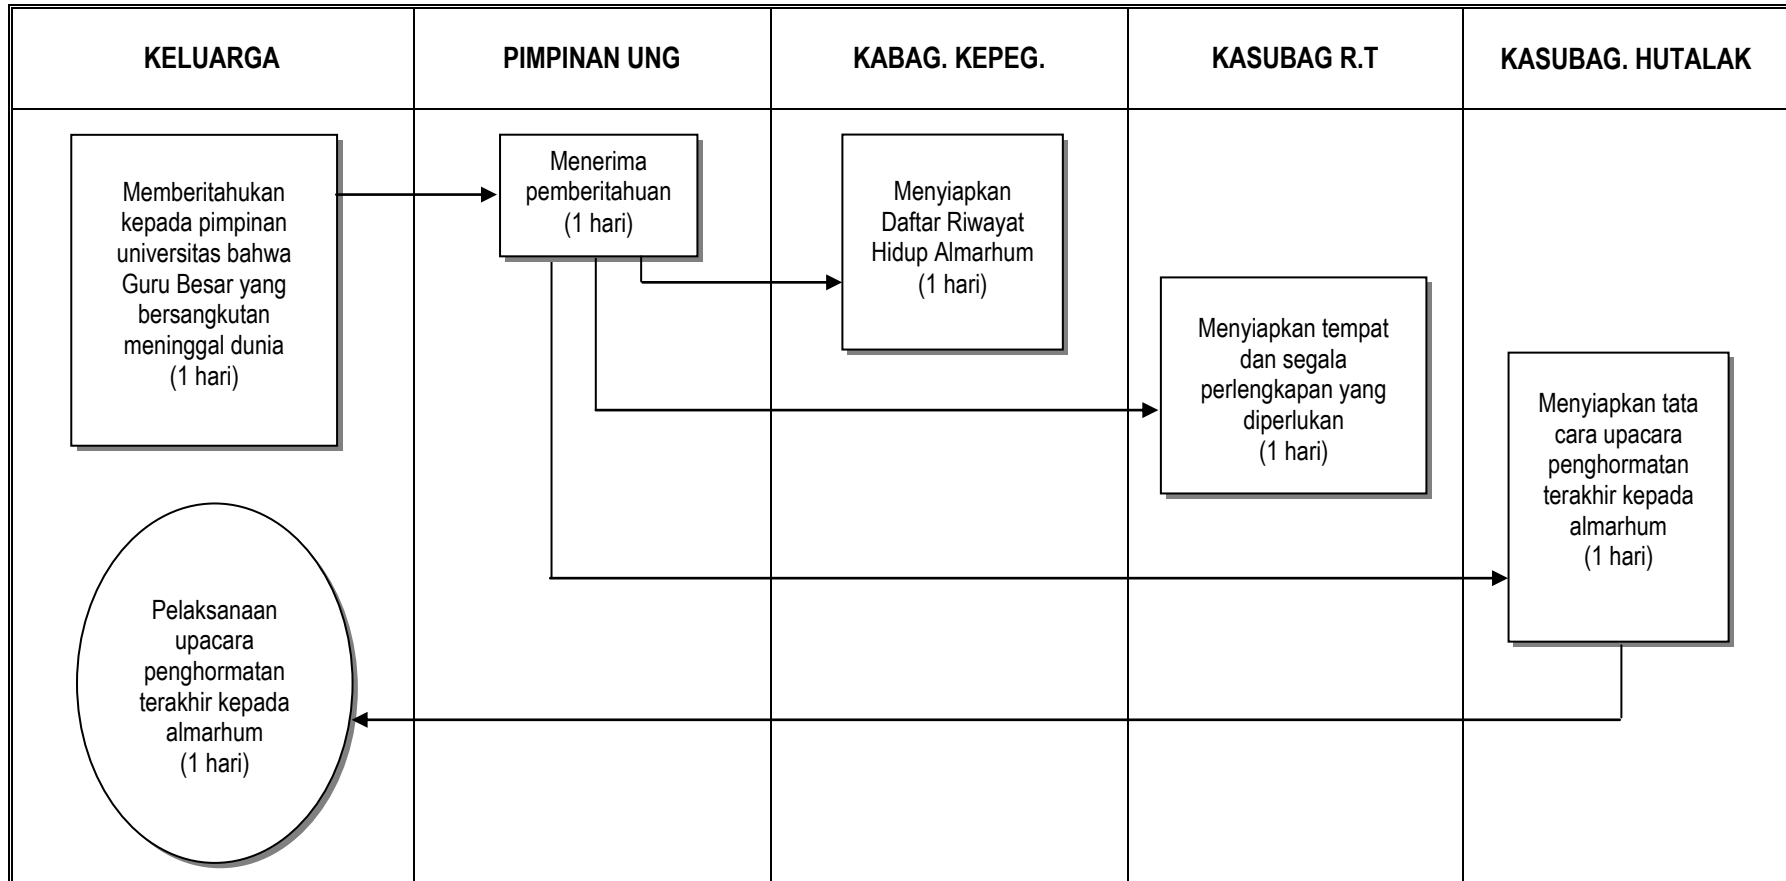 KELUARGA
PIMPINAN UNG
KABAG. KEPEG.
KASUBAG R.T
KASUBAG. HUTALAK
Memberitahukan
kepada pimpinan
universitas bahwa
Guru Besar yang
bersangkutan
meninggal dunia
(1 hari)
Menerima
pemberitahuan
(1 hari)
Menyiapkan
Daftar Riwayat
Hidup Almarhum
(1 hari)
Menyiapkan tempat
dan segala
perlengkapan yang
diperlukan
(1 hari)
Menyiapkan tata
cara upacara
penghormatan
terakhir kepada
almarhum
(1 hari)
Pelaksanaan
upacara
penghormatan
terakhir kepada
almarhum
(1 hari)